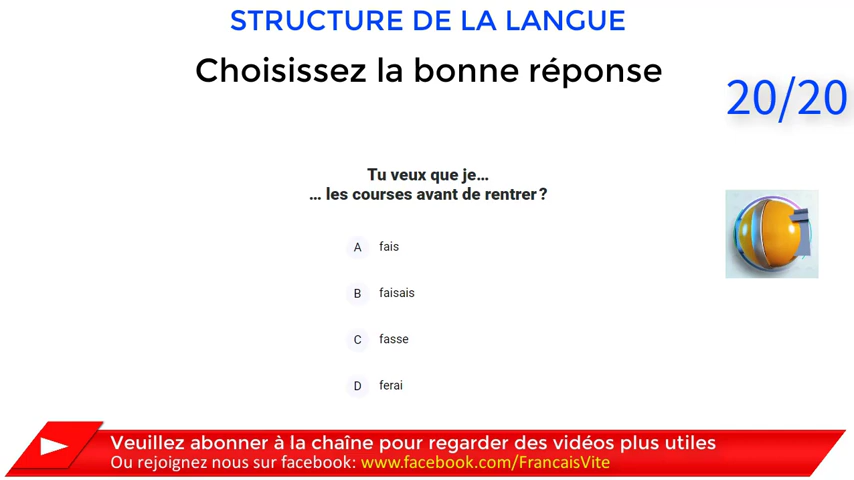 STRUCTURE DE LA LANGUE
Choisissez la bonne réponse
20/20
Tu veux que je...
... les courses avant de rentrer ?
A fais
B faisais
C fasse
D ferai
Veuillez abonner à la chaîne pour regarder des vidéos plus utiles
Ou rejoignez nous sur facebook: www.facebook.com/FrancaisVite